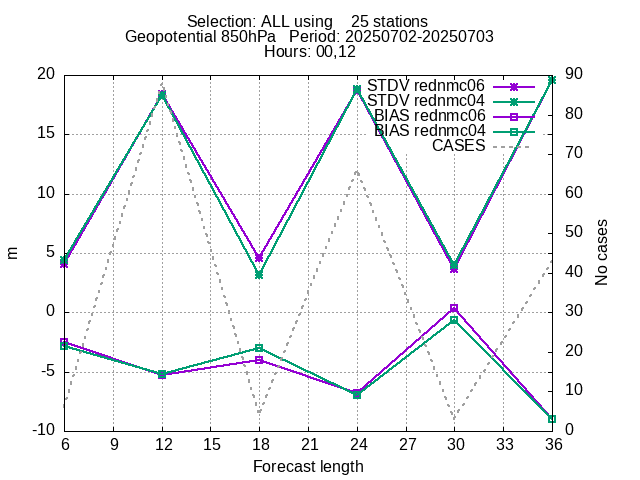 Selection: ALL using    25 stations
Geopotential 850hPa   Period: 20250702-20250703
Hours: 00,12
STDV rednmc06
STDV rednmc04
BIAS rednmc06
BIAS rednmc04
CASES
20
15
10
5
0
-5
-10
m
90
80
70
60
50
40
30
20
10
0
No cases
6 9 12 15 18 21 24 27 30 33 36
Forecast length